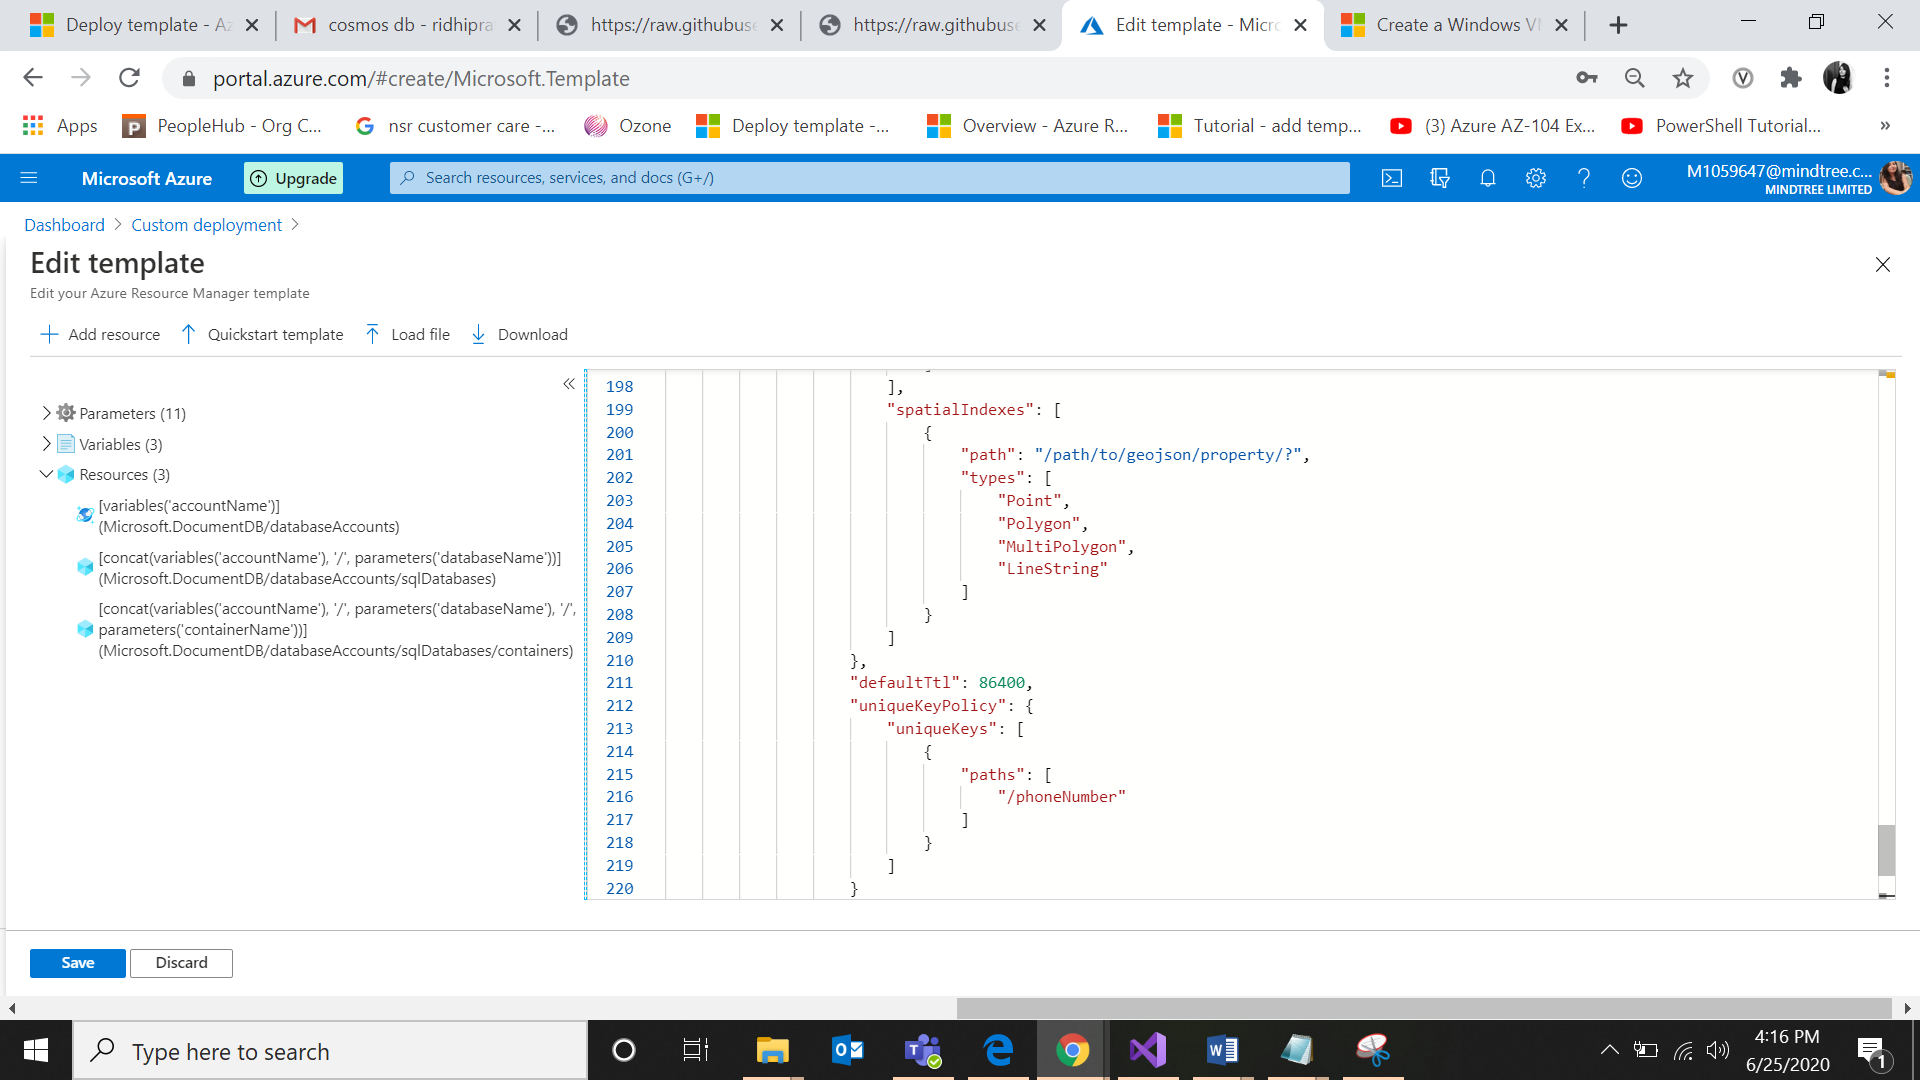 Deploy template - Az
cosmos db - ridhipra
https://raw.githubuse
https://raw.githubuse
Edit template - Micro
Create a Windows VM
portal.azure.com/#create/Microsoft.Template
Apps
PeopleHub - Org C...
nsr customer care -...
Ozone
Deploy template -...
Overview - Azure R...
Tutorial - add temp...
(3) Azure AZ-104 Ex...
PowerShell Tutorial...
»
Microsoft Azure
Upgrade
Search resources, services, and docs (G+/)
M1059647@mindtree.c...
MINDTREE LIMITED
Dashboard > Custom deployment >
Edit template
Edit your Azure Resource Manager template
Add resource
Quickstart template
Load file
Download
Parameters (11)
Variables (3)
Resources (3)
[variables('accountName')]
(Microsoft.DocumentDB/databaseAccounts)
[concat(variables('accountName'), '/', parameters('databaseName'))]
(Microsoft.DocumentDB/databaseAccounts/sqlDatabases)
[concat(variables('accountName'), '/', parameters('databaseName'), '/',
parameters('containerName'))]
(Microsoft.DocumentDB/databaseAccounts/sqlDatabases/containers)
198 ],
199 "spatialIndexes": [
200 {
201 "path": "/path/to/geojson/property/?",
202 "types": [
203 "Point",
204 "Polygon",
205 "MultiPolygon",
206 "LineString"
207 ]
208 }
209 ]
210 },
211 "defaultTtl": 86400,
212 "uniqueKeyPolicy": {
213 "uniqueKeys": [
214 {
215 "paths": [
216 "/phoneNumber"
217 ]
218 }
219 ]
220 }
Save
Discard
Type here to search
4:16 PM
6/25/2020
1